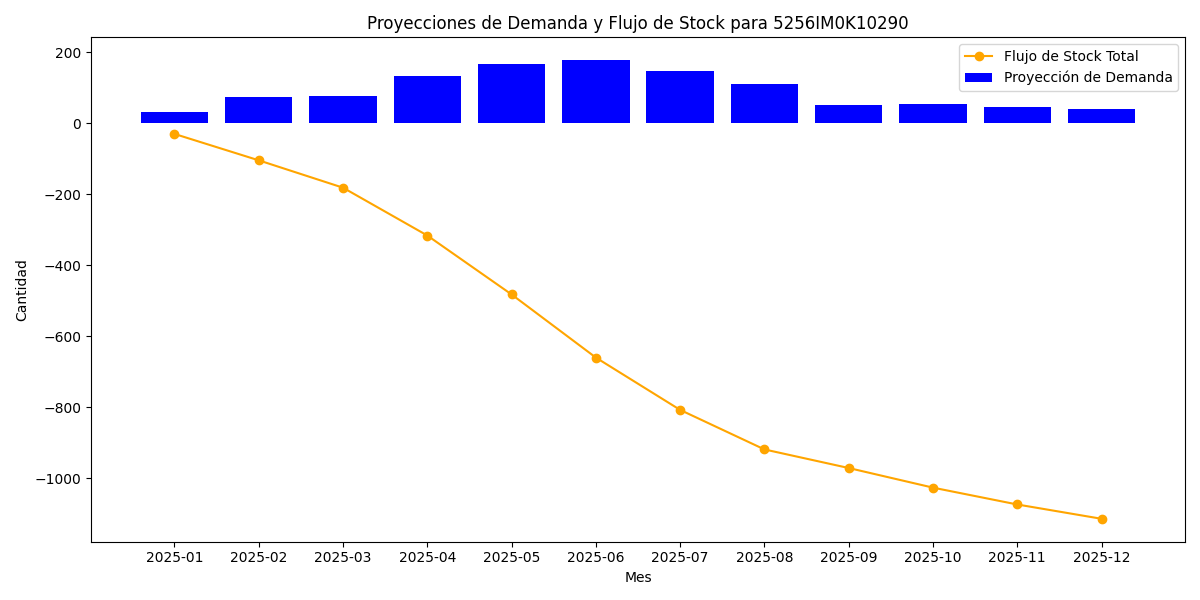 Proyecciones de Demanda y Flujo de Stock para 5256IM0K10290
Flujo de Stock Total
Proyección de Demanda
Cantidad
200
0
−200
−400
−600
−800
−1000
2025-01 2025-02 2025-03 2025-04 2025-05 2025-06 2025-07 2025-08 2025-09 2025-10 2025-11 2025-12
Mes